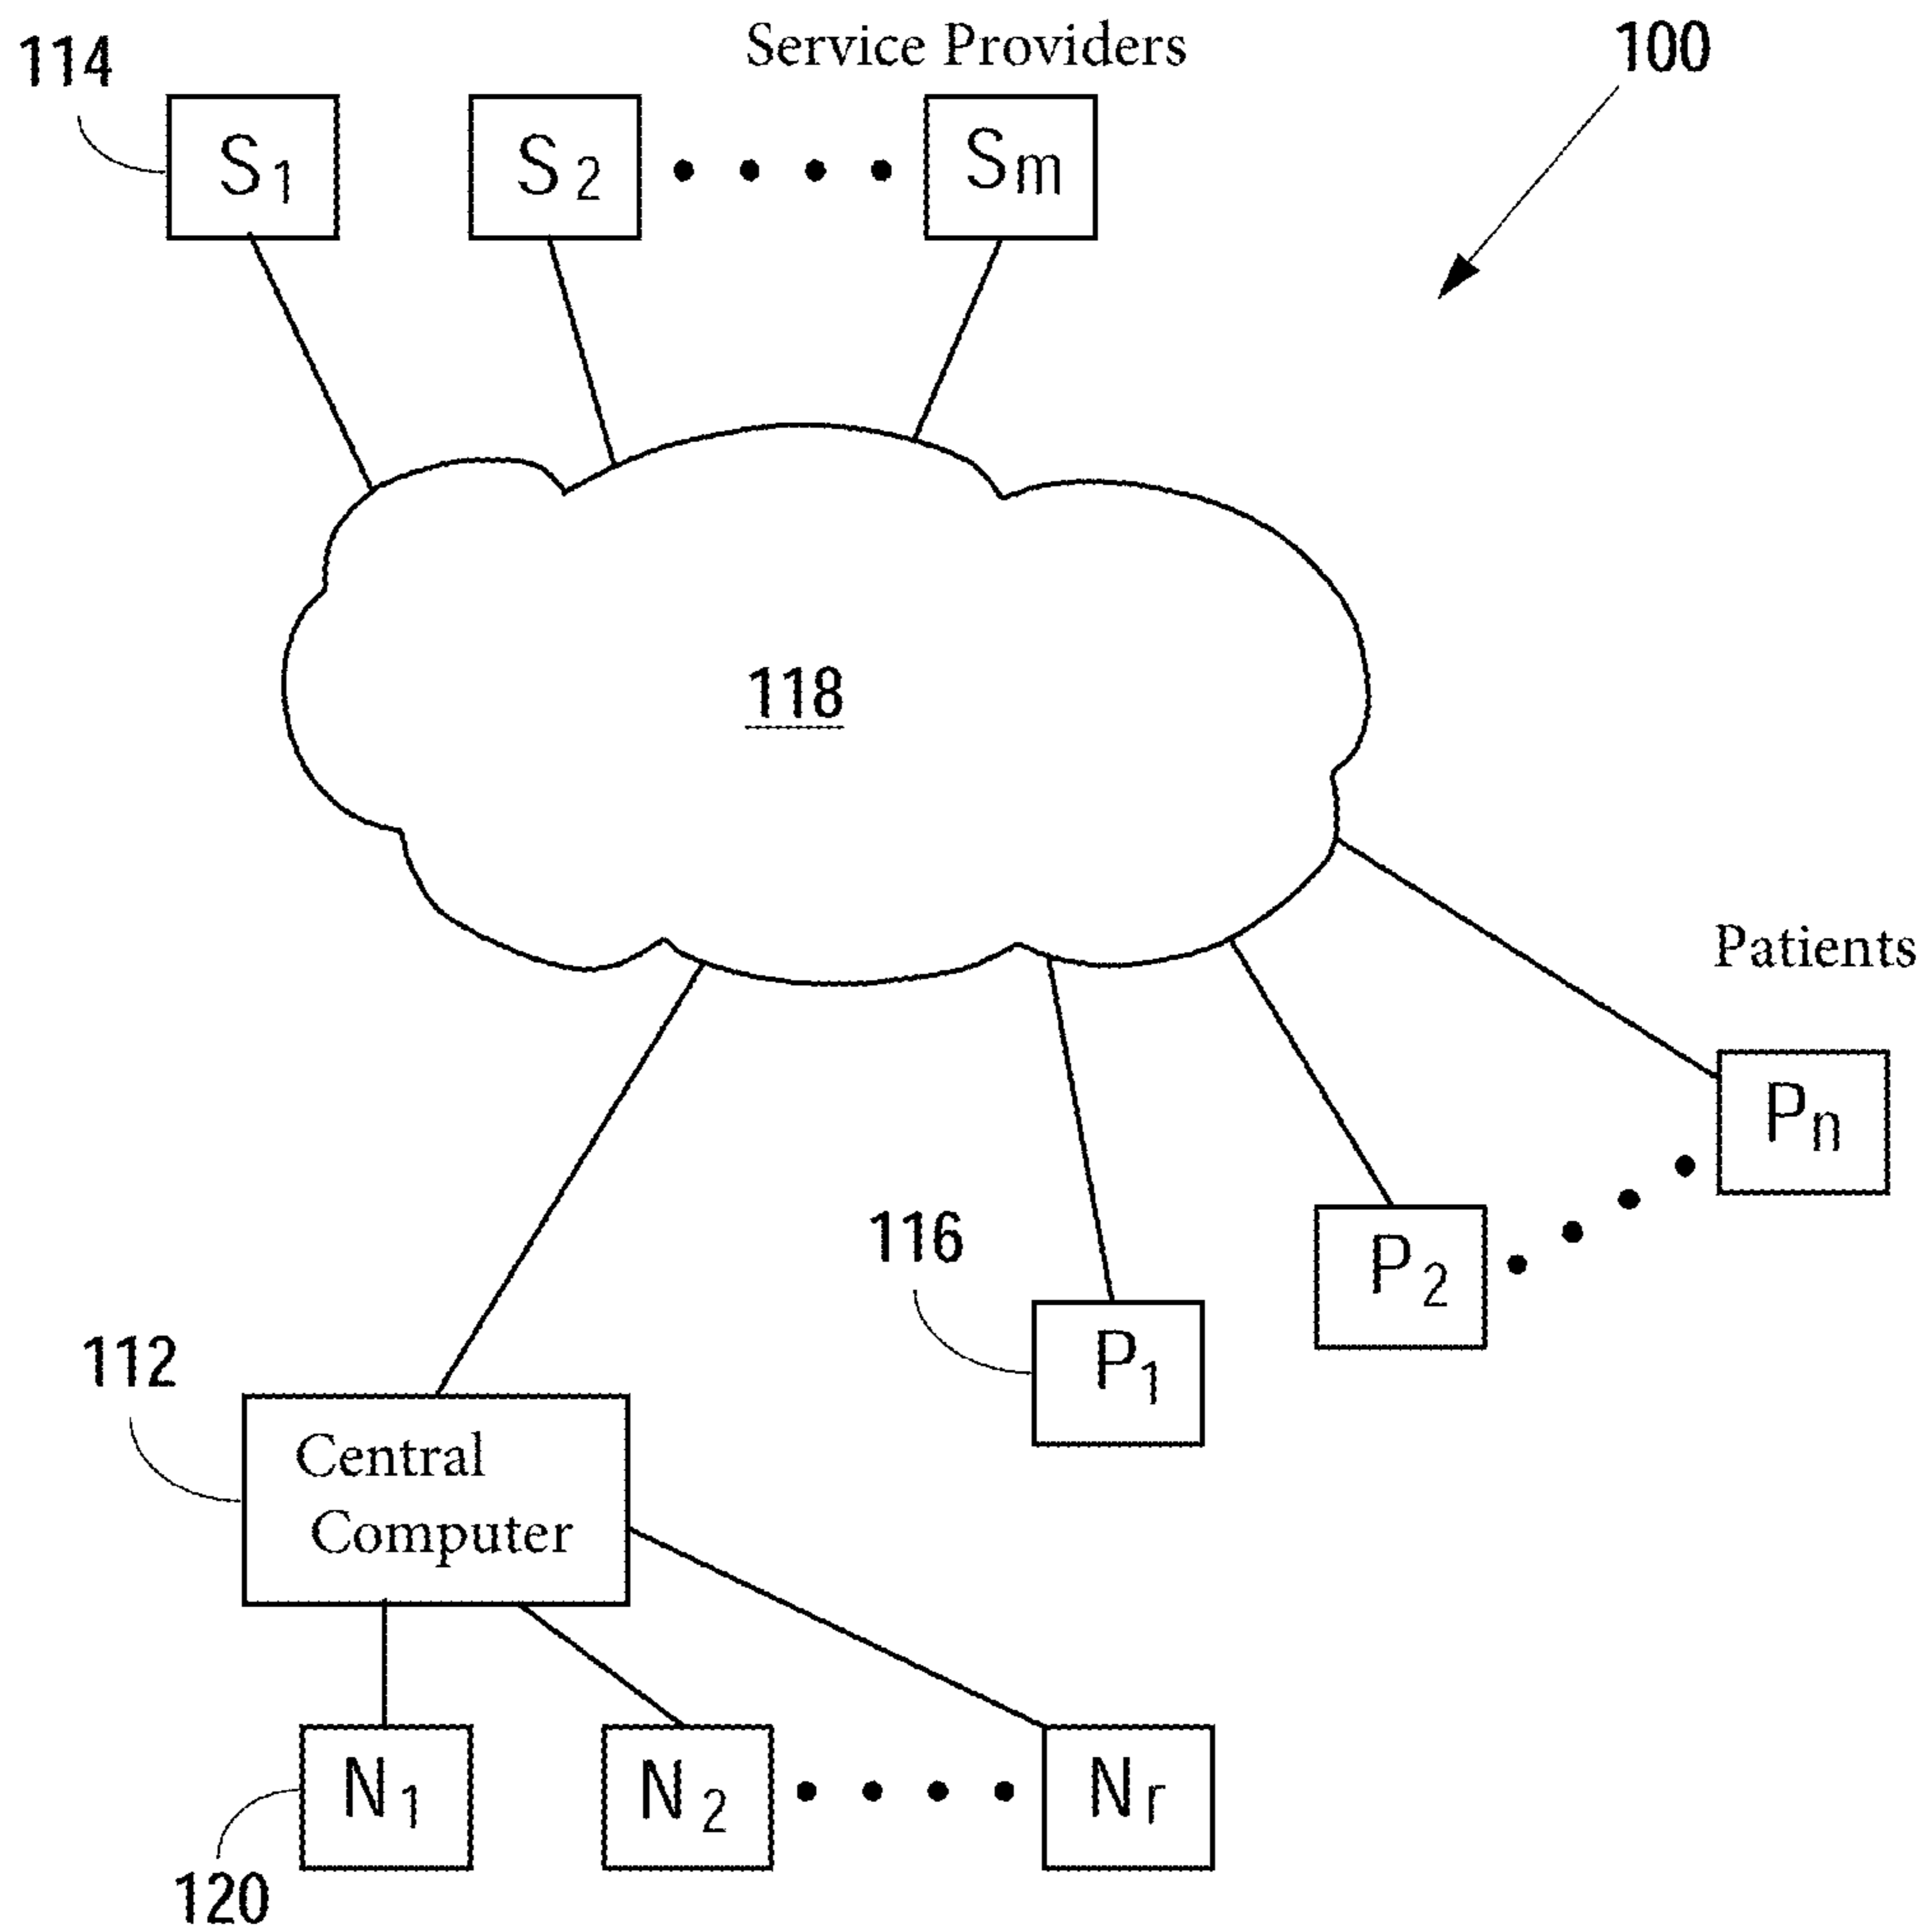 Service Providers
100
114
S1
S2
Sm
118
Patients
Pn
116
P2
P1
112
Central
Computer
N1
N2
Nr
120